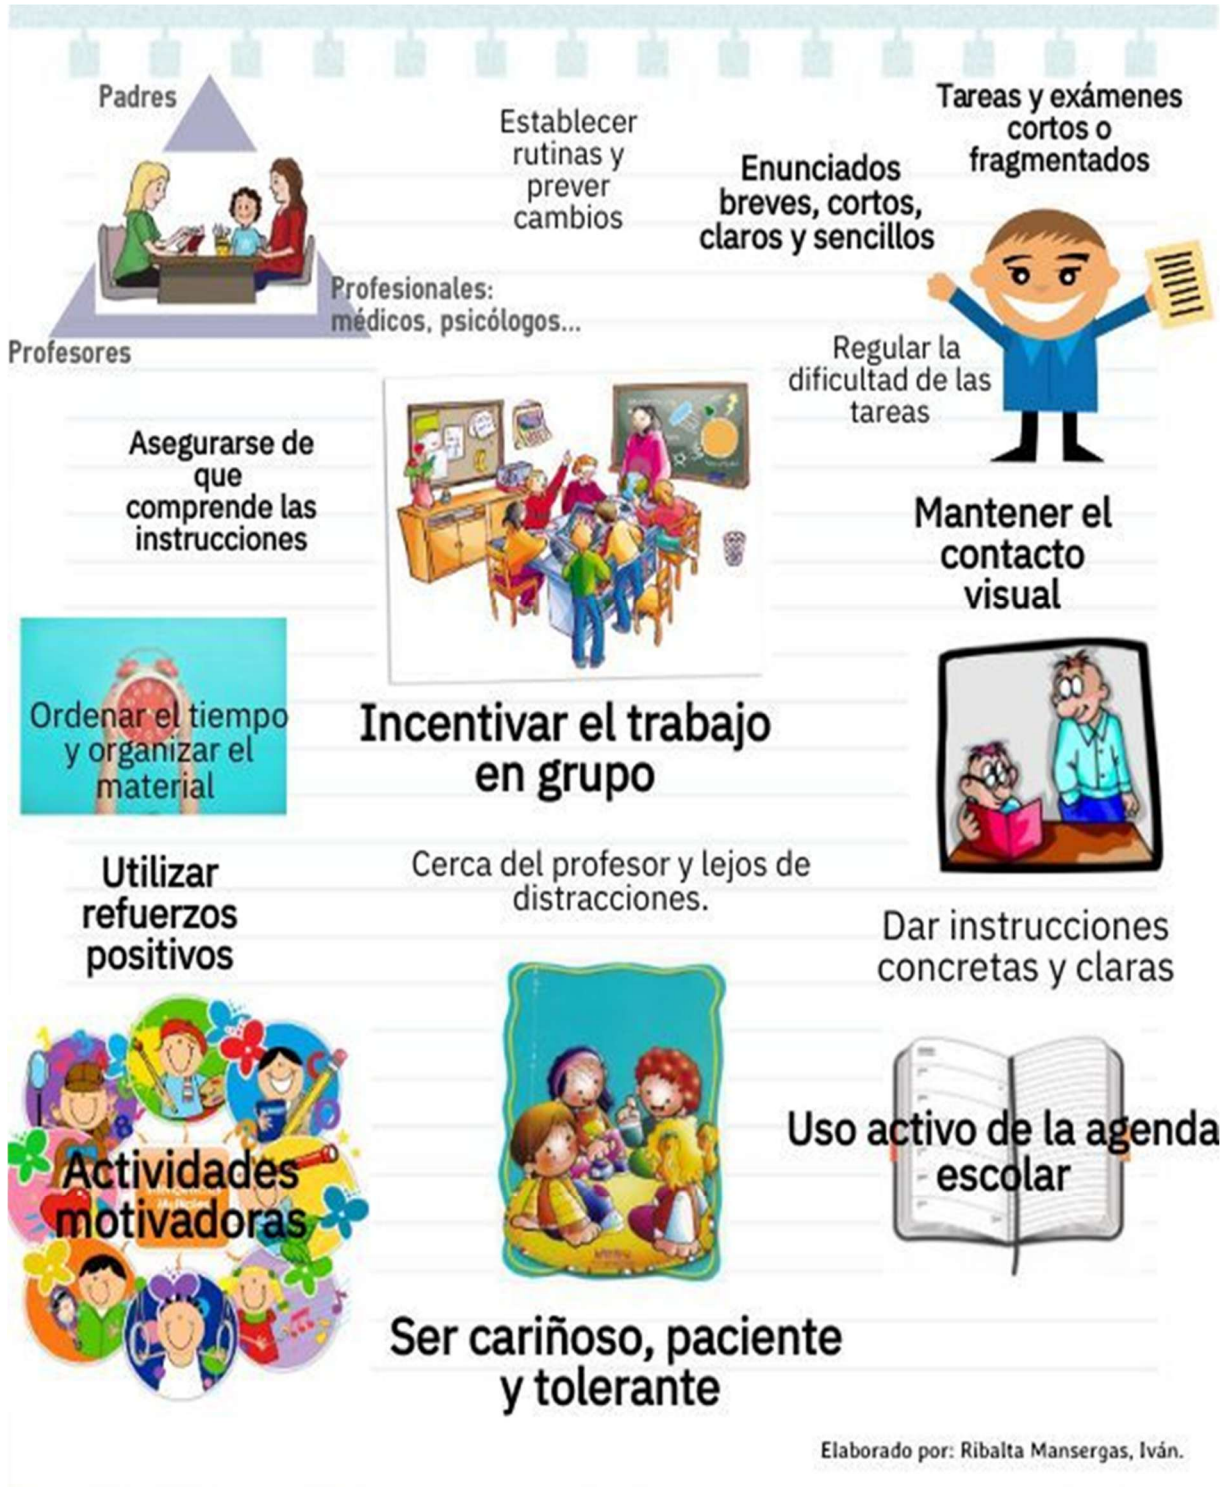 Padres
Profesionales:
médicos, psicólogos...
Profesores
Establecer
rutinas y
prever
cambios
Enunciados
breves, cortos,
claros y sencillos
Tareas y exámenes
cortos o
fragmentados
Regular la
dificultad de las
tareas
Asegurarse de
que
comprende las
instrucciones
Mantener el
contacto
visual
Ordenar el tiempo
y organizar el
material
Incentivar el trabajo
en grupo
Utilizar
refuerzos
positivos
Cerca del profesor y lejos de
distracciones.
Dar instrucciones
concretas y claras
Actividades
motivadoras
Uso activo de la agenda
escolar
Ser cariñoso, paciente
y tolerante
Elaborado por: Ribalta Mansergas, Iván.